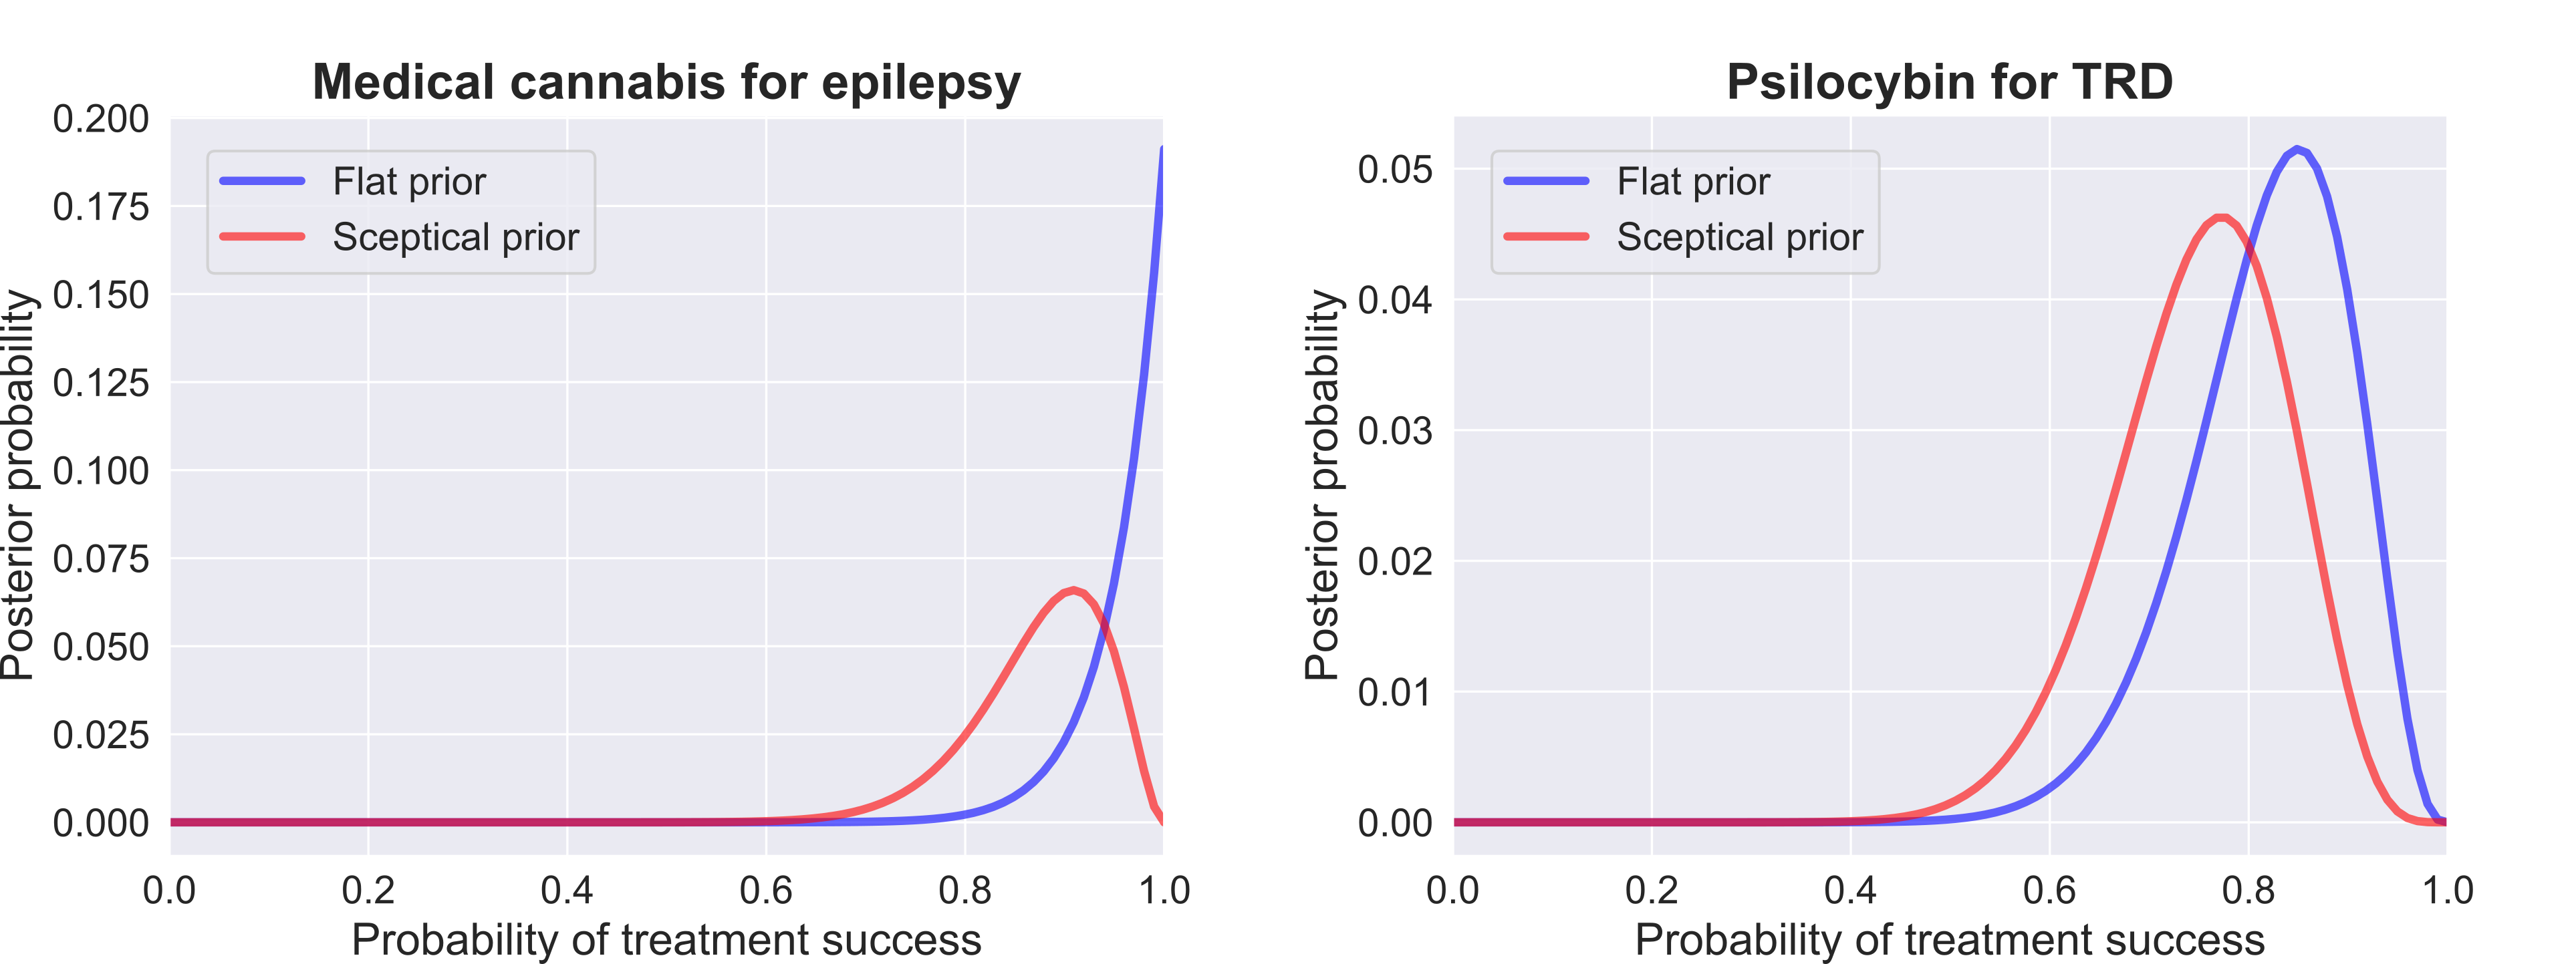 Medical cannabis for epilepsy
Flat prior
Sceptical prior
Posterior probability
0.200
0.175
0.150
0.125
0.100
0.075
0.050
0.025
0.000
0.0 0.2 0.4 0.6 0.8 1.0
Probability of treatment success
Psilocybin for TRD
Flat prior
Sceptical prior
Posterior probability
0.05
0.04
0.03
0.02
0.01
0.00
0.0 0.2 0.4 0.6 0.8 1.0
Probability of treatment success